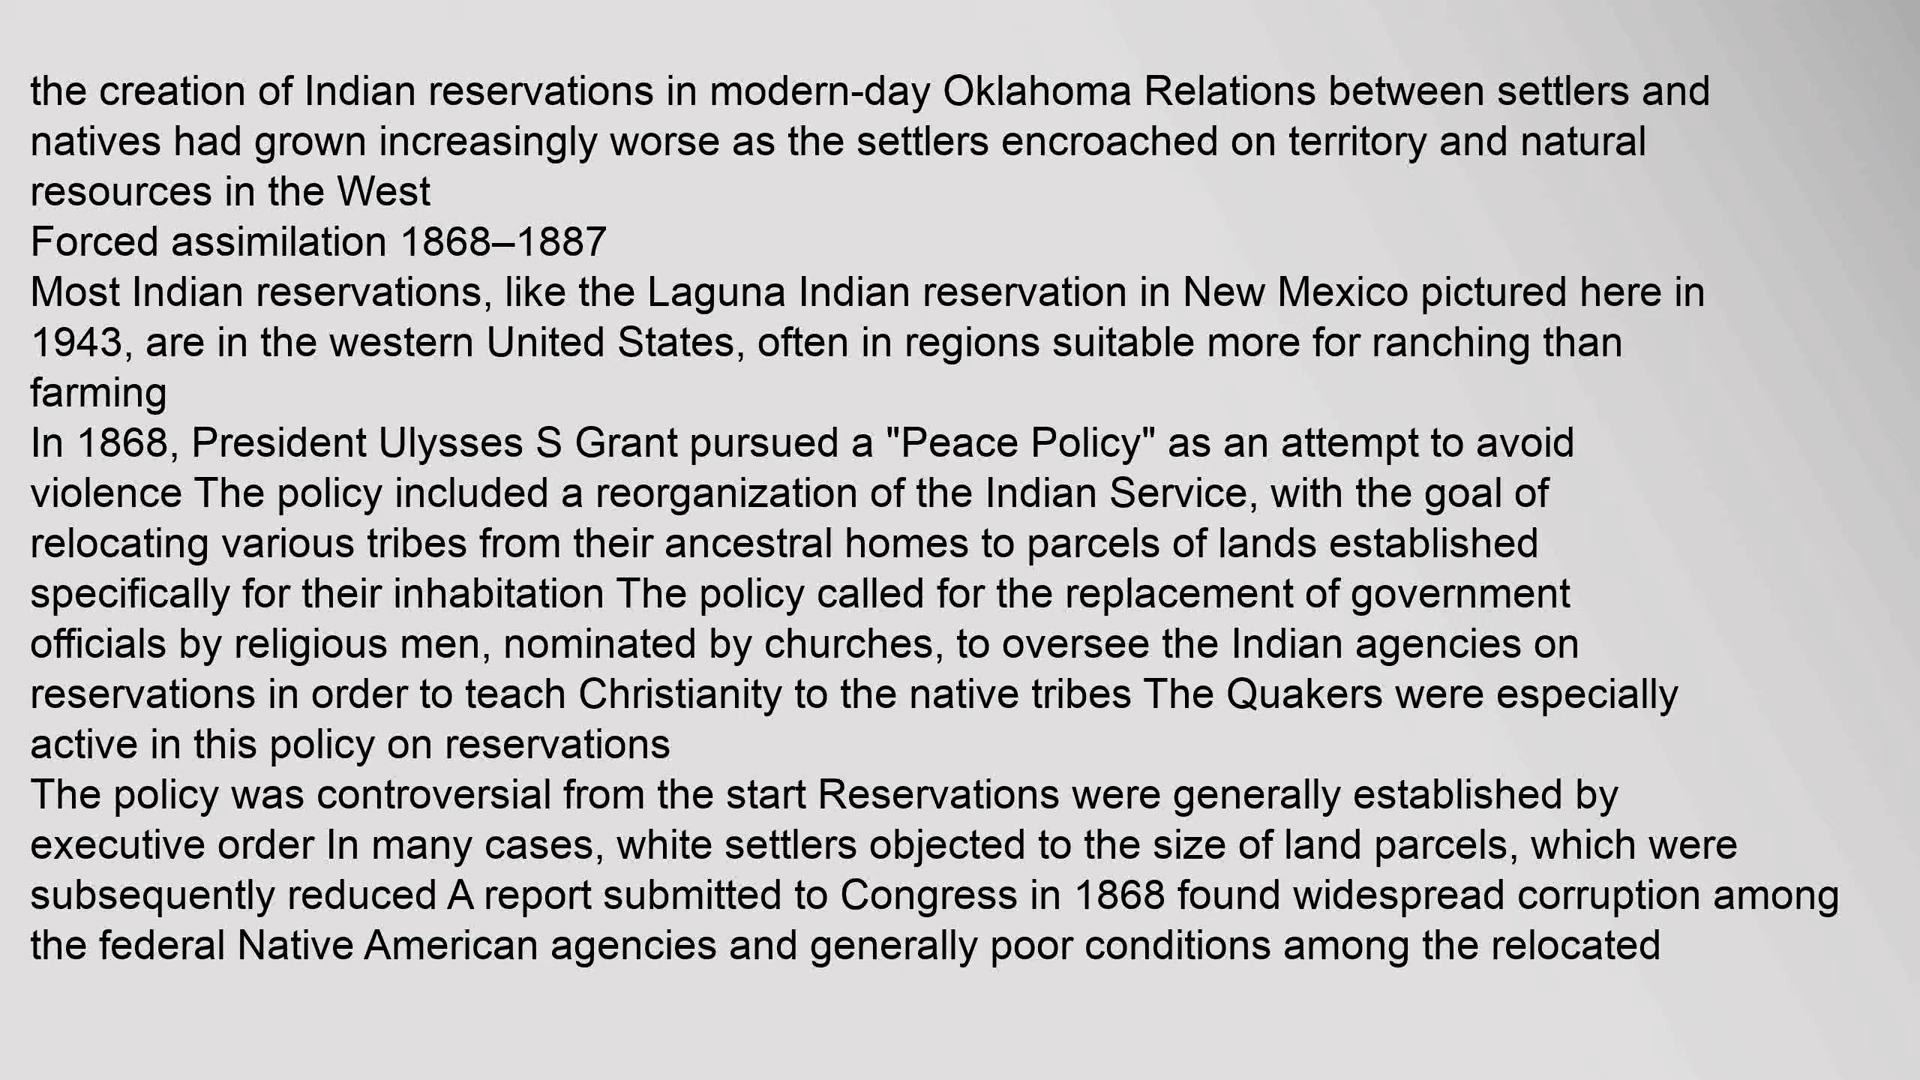 the creation of Indian reservations in modern-day Oklahoma Relations between settlers and
natives had grown increasingly worse as the settlers encroached on territory and natural
resources in the West
Forced assimilation 1868–1887
Most Indian reservations, like the Laguna Indian reservation in New Mexico pictured here in
1943, are in the western United States, often in regions suitable more for ranching than
farming
In 1868, President Ulysses S Grant pursued a "Peace Policy" as an attempt to avoid
violence The policy included a reorganization of the Indian Service, with the goal of
relocating various tribes from their ancestral homes to parcels of lands established
specifically for their inhabitation The policy called for the replacement of government
officials by religious men, nominated by churches, to oversee the Indian agencies on
reservations in order to teach Christianity to the native tribes The Quakers were especially
active in this policy on reservations
The policy was controversial from the start Reservations were generally established by
executive order In many cases, white settlers objected to the size of land parcels, which were
subsequently reduced A report submitted to Congress in 1868 found widespread corruption among
the federal Native American agencies and generally poor conditions among the relocated